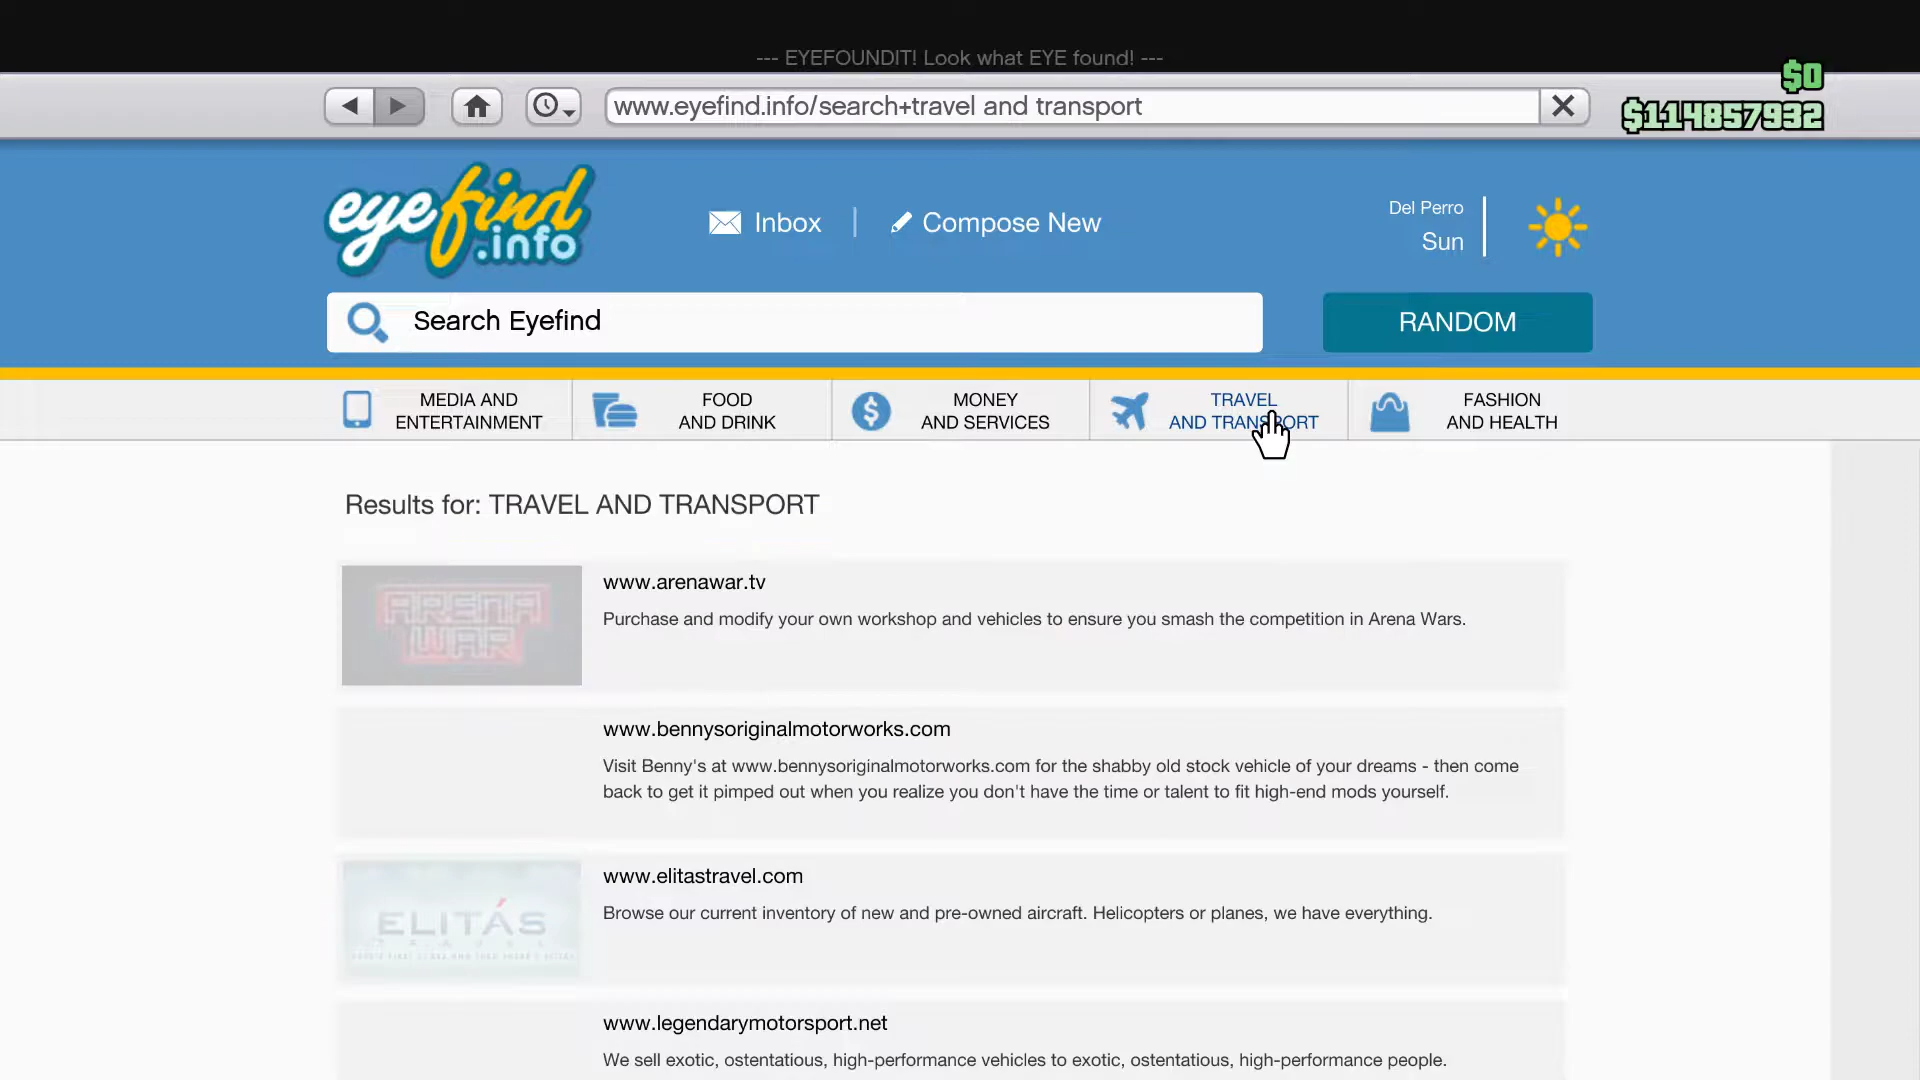 --- EYEFOUNDIT! Look what EYE found! ---
$0
www.eyefind.info/search+travel and transport
$114857932
eyefind.info
Inbox
Compose New
Del Perro
Sun
Search Eyefind
RANDOM
MEDIA AND
ENTERTAINMENT
FOOD
AND DRINK
MONEY
AND SERVICES
TRAVEL
AND TRANSPORT
FASHION
AND HEALTH
Results for: TRAVEL AND TRANSPORT
ARENA
WAR
www.arenawar.tv
Purchase and modify your own workshop and vehicles to ensure you smash the competition in Arena Wars.
www.bennysoriginalmotorworks.com
Visit Benny's at www.bennysoriginalmotorworks.com for the shabby old stock vehicle of your dreams - then come
back to get it pimped out when you realize you don't have the time or talent to fit high-end mods yourself.
ELITÁS
TRAVEL
www.elitastravel.com
Browse our current inventory of new and pre-owned aircraft. Helicopters or planes, we have everything.
www.legendarymotorsport.net
We sell exotic, ostentatious, high-performance vehicles to exotic, ostentatious, high-performance people.